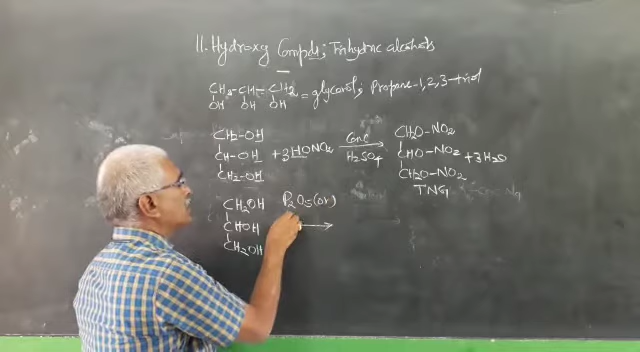 11. Hydroxy Compds; Trihydric alcohols
CH2-CH-CH2 = glycerol; Propane-1,2,3-triol
OH OH OH
CH2-OH
CH-OH + 3HONO2 Conc H2SO4 CH2O-NO2
CH2-OH CHO-NO2 + 3H2O
CH2O-NO2
TNG
CH2OH P2O5 (or)
CHOH
CH2OH